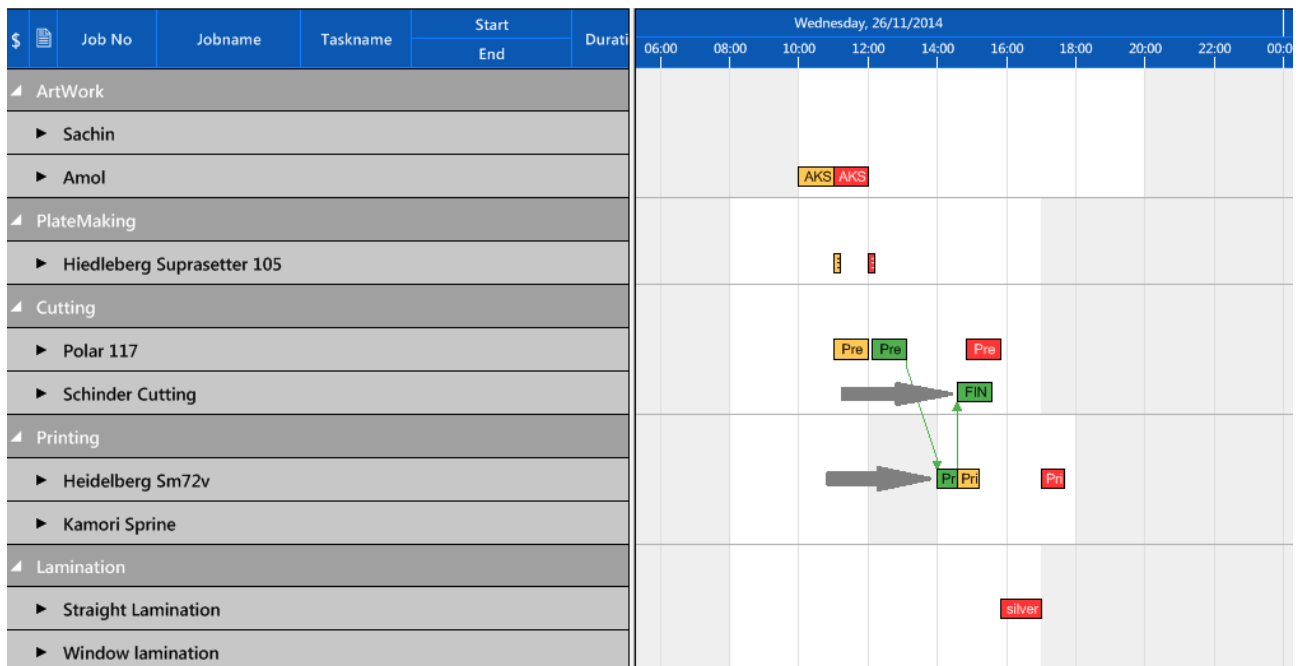 Wednesday, 26/11/2014
$ Job No Jobname Taskname Start End Durati
06:00 08:00 10:00 12:00 14:00 16:00 18:00 20:00 22:00 00:0
ArtWork
Sachin
Amol AKS AKS
PlateMaking
Hiedleberg Suprasetter 105
Cutting
Polar 117 Pre Pre Pre
Schinder Cutting FIN
Printing
Heidelberg Sm72v Pr Pri Pri
Kamori Sprine
Lamination
Straight Lamination silver
Window lamination